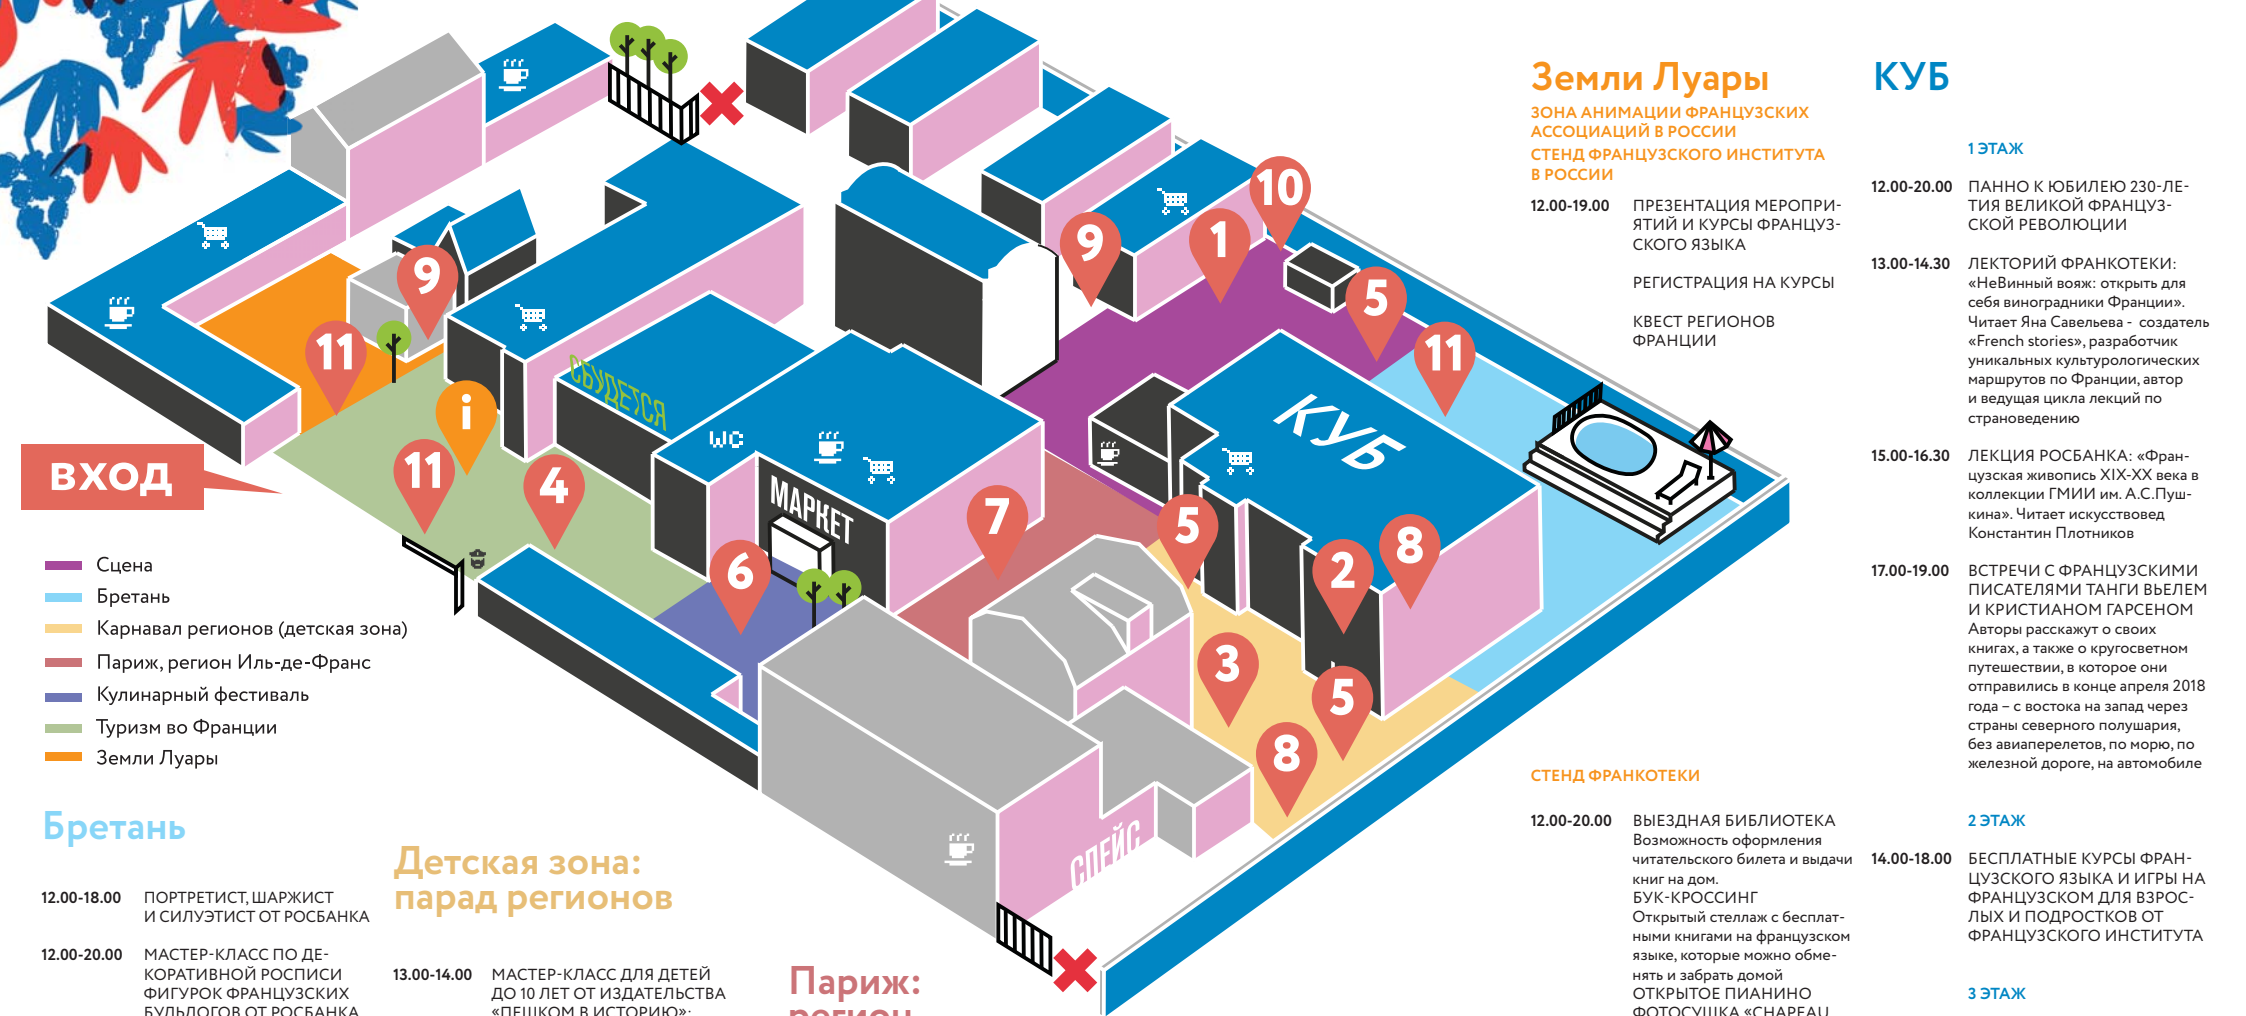 10
9
1
5
9
11
11
i
11
4
7
5
6
2
8
3
5
8
СБУДЕТСЯ
WC
МАРКЕТ
КУБ
СПЕЙС
ВХОД
Сцена
Бретань
Карнавал регионов (детская зона)
Париж, регион Иль-де-Франс
Кулинарный фестиваль
Туризм во Франции
Земли Луары
Бретань
12.00-18.00 ПОРТРЕТИСТ, ШАРЖИСТ
И СИЛУЭТИСТ ОТ РОСБАНКА
12.00-20.00 МАСТЕР-КЛАСС ПО ДЕ-
КОРАТИВНОЙ РОСПИСИ
ФИГУРОК ФРАНЦУЗСКИХ
БУЛЬДОГОВ ОТ РОСБАНКА
Детская зона:
парад регионов
13.00-14.00 МАСТЕР-КЛАСС ДЛЯ ДЕТЕЙ
ДО 10 ЛЕТ ОТ ИЗДАТЕЛЬСТВА
«ПЕШКОМ В ИСТОРИЮ»:
Париж:
регион
Земли Луары
ЗОНА АНИМАЦИИ ФРАНЦУЗСКИХ
АССОЦИАЦИЙ В РОССИИ
СТЕНД ФРАНЦУЗСКОГО ИНСТИТУТА
В РОССИИ
12.00-19.00 ПРЕЗЕНТАЦИЯ МЕРОПРИ-
ЯТИЙ И КУРСЫ ФРАНЦУЗ-
СКОГО ЯЗЫКА
РЕГИСТРАЦИЯ НА КУРСЫ
КВЕСТ РЕГИОНОВ
ФРАНЦИИ
СТЕНД ФРАНКОТЕКИ
12.00-20.00 ВЫЕЗДНАЯ БИБЛИОТЕКА
Возможность оформления
читательского билета и выдачи
книг на дом.
БУК-КРОССИНГ
Открытый стеллаж с бесплат-
ными книгами на французском
языке, которые можно обме-
нять и забрать домой
ОТКРЫТОЕ ПИАНИНО
ФОТОСУШКА «CHAPEAU
КУБ
1 ЭТАЖ
12.00-20.00 ПАННО К ЮБИЛЕЮ 230-ЛЕ-
ТИЯ ВЕЛИКОЙ ФРАНЦУЗ-
СКОЙ РЕВОЛЮЦИИ
13.00-14.30 ЛЕКТОРИЙ ФРАНКОТЕКИ:
«НеВинный вояж: открыть для
себя виноградники Франции».
Читает Яна Савельева - создатель
«French stories», разработчик
уникальных культурологических
маршрутов по Франции, автор
и ведущая цикла лекций по
страноведению
15.00-16.30 ЛЕКЦИЯ РОСБАНКА: «Фран-
цузская живопись XIX-XX века в
коллекции ГМИИ им. А.С.Пуш-
кина». Читает искусствовед
Константин Плотников
17.00-19.00 ВСТРЕЧИ С ФРАНЦУЗСКИМИ
ПИСАТЕЛЯМИ ТАНГИ ВЬЕЛЕМ
И КРИСТИАНОМ ГАРСЕНОМ
Авторы расскажут о своих
книгах, а также о кругосветном
путешествии, в которое они
отправились в конце апреля 2018
года – с востока на запад через
страны северного полушария,
без авиаперелетов, по морю, по
железной дороге, на автомобиле
2 ЭТАЖ
14.00-18.00 БЕСПЛАТНЫЕ КУРСЫ ФРАН-
ЦУЗСКОГО ЯЗЫКА И ИГРЫ НА
ФРАНЦУЗСКОМ ДЛЯ ВЗРОС-
ЛЫХ И ПОДРОСТКОВ ОТ
ФРАНЦУЗСКОГО ИНСТИТУТА
3 ЭТАЖ